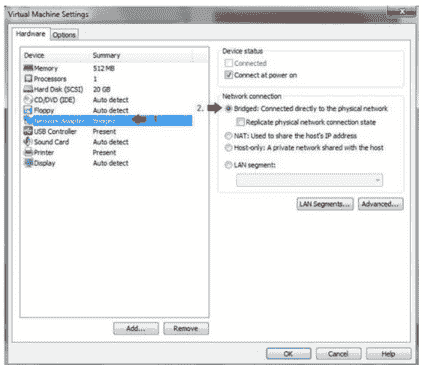 Virtual Machine Settings
Hardware Options
Device Summary
Memory 512 MB
Processors 1
Hard Disk (SCSI) 20 GB
CD/DVD (IDE) Auto detect
Floppy Auto detect
Network Adapter Bridged 1.
USB Controller Present
Sound Card Auto detect
Printer Present
Display Auto detect
Add... Remove
Device status
Connected
Connect at power on
Network connection
2. Bridged: Connected directly to the physical network
Replicate physical network connection state
NAT: Used to share the host's IP address
Host-only: A private network shared with the host
LAN segment:
LAN Segments... Advanced...
OK Cancel Help